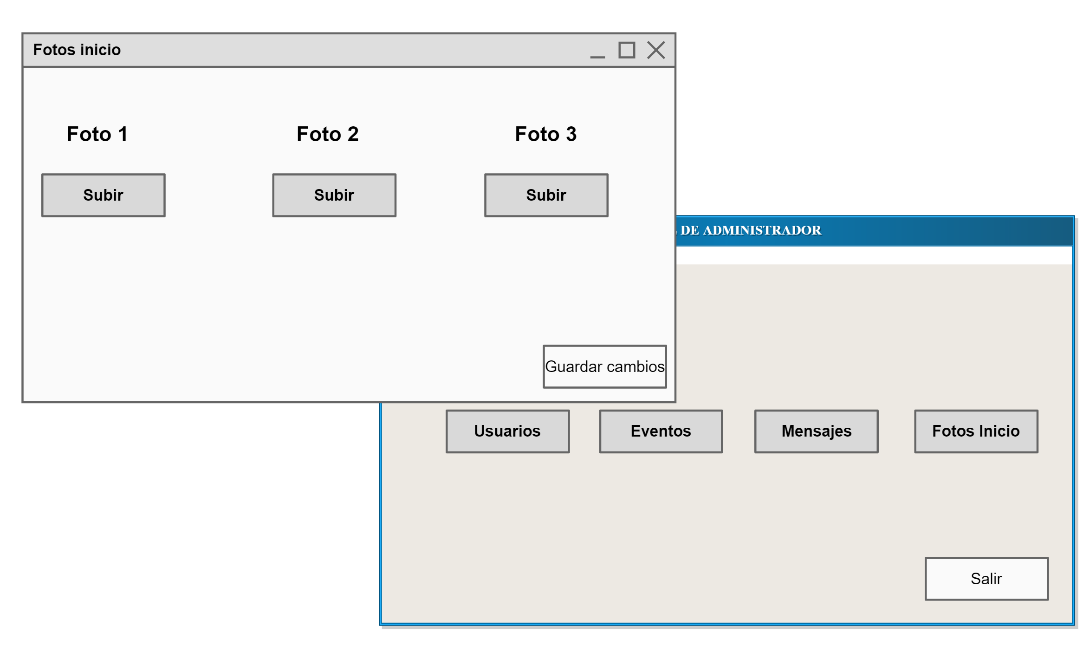 Fotos inicio
Foto 1 Foto 2 Foto 3
Subir Subir Subir
DE ADMINISTRADOR
Guardar cambios
Usuarios Eventos Mensajes Fotos Inicio
Salir